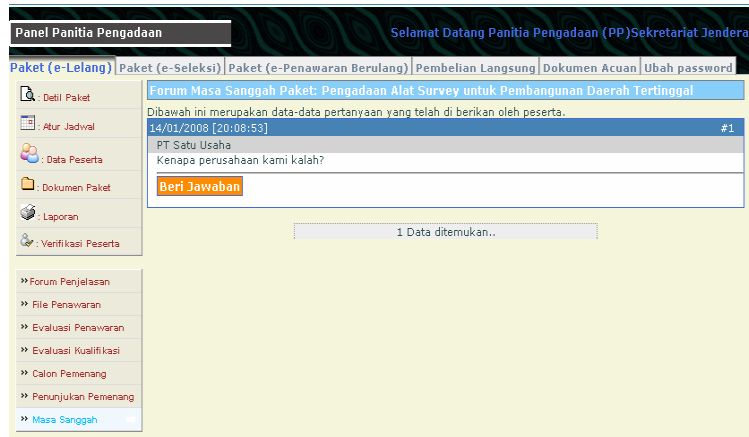 Panel Panitia Pengadaan
Selamat Datang Panitia Pengadaan (PP)Sekretariat Jendera
Paket (e-Lelang) Paket (e-Seleksi) Paket (e-Penawaran Berulang) Pembelian Langsung Dokumen Acuan Ubah password
: Detil Paket
: Atur Jadwal
: Data Peserta
: Dokumen Paket
: Laporan
: Verifikasi Peserta
»Forum Penjelasan
» File Penawaran
» Evaluasi Penawaran
» Evaluasi Kualifikasi
» Calon Pemenang
» Penunjukan Pemenang
» Masa Sanggah
Forum Masa Sanggah Paket: Pengadaan Alat Survey untuk Pembangunan Daerah Tertinggal
Dibawah ini merupakan data-data pertanyaan yang telah di berikan oleh peserta.
14/01/2008 [20:08:53] #1
PT Satu Usaha
Kenapa perusahaan kami kalah?
Beri Jawaban
1 Data ditemukan..